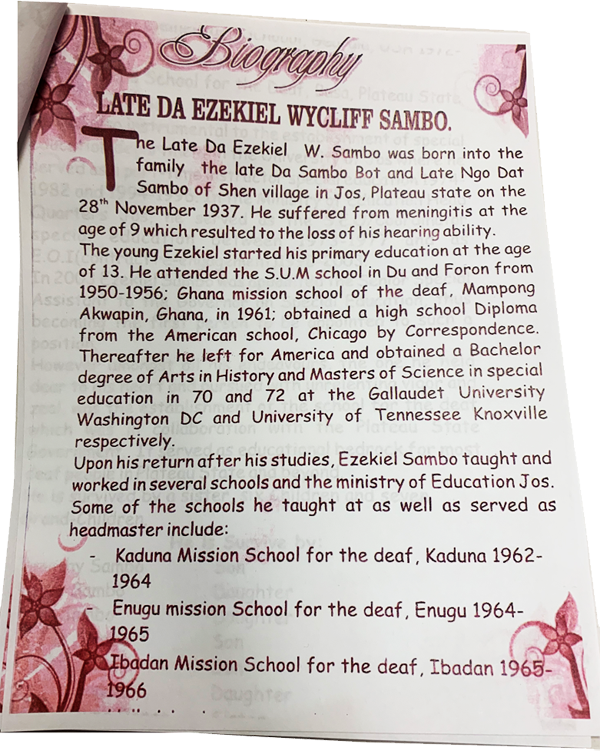 Biography
LATE DA EZEKIEL WYCLIFF SAMBO.
The Late Da Ezekiel W. Sambo was born into the
family the late Da Sambo Bot and Late Ngo Dat
Sambo of Shen village in Jos, Plateau state on the
28th November 1937. He suffered from meningitis at the
age of 9 which resulted to the loss of his hearing ability.
The young Ezekiel started his primary education at the age
of 13. He attended the S.U.M school in Du and Foron from
1950-1956; Ghana mission school of the deaf, Mampong
Akwapin, Ghana, in 1961; obtained a high school Diploma
from the American school, Chicago by Correspondence.
Thereafter he left for America and obtained a Bachelor
degree of Arts in History and Masters of Science in special
education in 70 and 72 at the Gallaudet University
Washington DC and University of Tennessee Knoxville
respectively.
Upon his return after his studies, Ezekiel Sambo taught and
worked in several schools and the ministry of Education Jos.
Some of the schools he taught at as well as served as
headmaster include:
- Kaduna Mission School for the deaf, Kaduna 1962-
1964
- Enugu mission School for the deaf, Enugu 1964-
1965
Ibadan Mission School for the deaf, Ibadan 1965-
1966